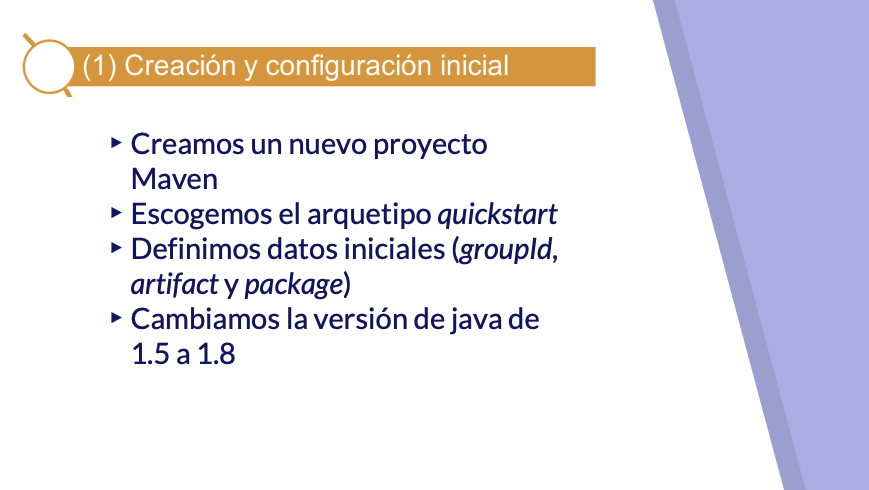 (1) Creación y configuración inicial
▸ Creamos un nuevo proyecto
Maven
▸ Escogemos el arquetipo quickstart
▸ Definimos datos iniciales (groupId,
artifact y package)
▸ Cambiamos la versión de java de
1.5 a 1.8